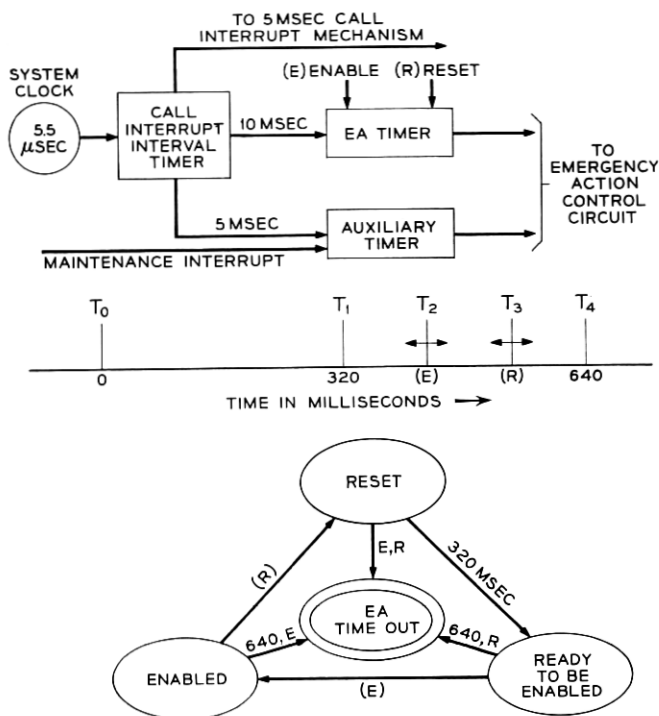 TO 5 MSEC CALL
INTERRUPT MECHANISM
(E) ENABLE
(R) RESET
SYSTEM
CLOCK
5.5
μSEC
CALL
INTERRUPT
INTERVAL
TIMER
10 MSEC
EA TIMER
TO
EMERGENCY
ACTION
CONTROL
CIRCUIT
5 MSEC
AUXILIARY
TIMER
MAINTENANCE INTERRUPT
T₀
T₁
T₂
T₃
T₄
0
320
(E)
(R)
640
TIME IN MILLISECONDS
RESET
(R)
E,R
320 MSEC
EA
TIME OUT
640, E
640, R
ENABLED
READY
TO BE
ENABLED
(E)